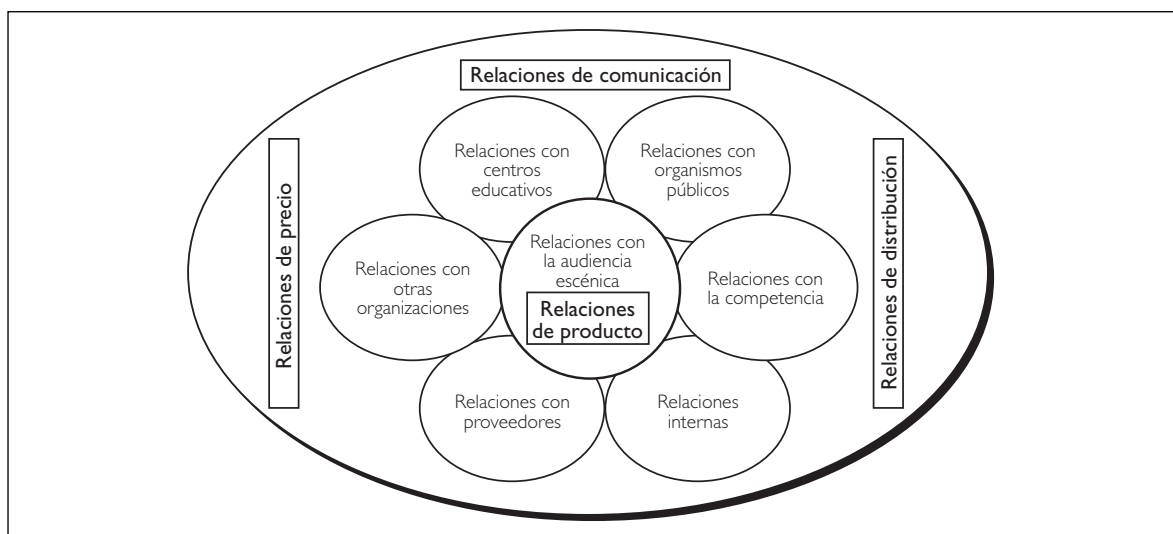 Relaciones de comunicación
Relaciones de precio
Relaciones de distribución
Relaciones con
centros
educativos
Relaciones con
organismos
públicos
Relaciones con
otras
organizaciones
Relaciones con
la audiencia
escénica
Relaciones
de producto
Relaciones con
la competencia
Relaciones con
proveedores
Relaciones
internas